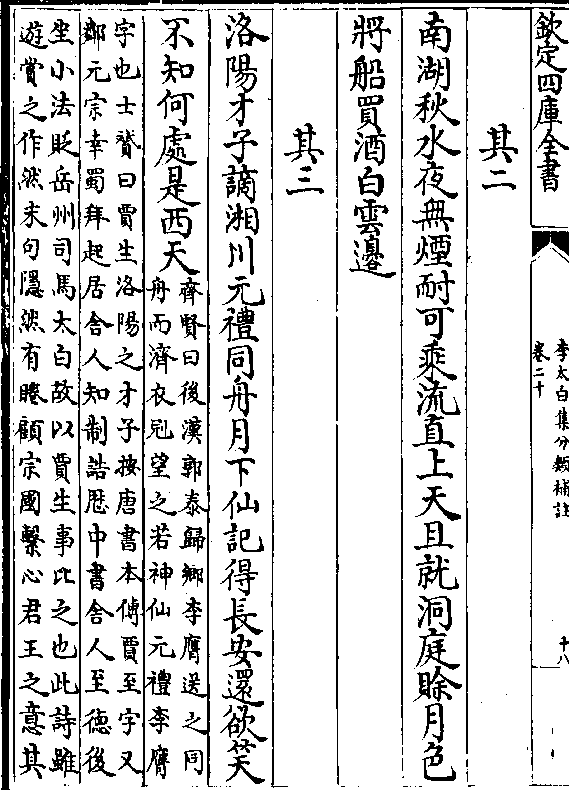 欽定四庫全書
李太白集分類補註
卷二十
十八
其二
南湖秋水夜無煙耐可乘流直上天且就洞庭賖月色
將船買酒白雲邊
其三
洛陽才子謫湘川元禮同舟月下仙記得長安還欲笑
不知何處是西天
齊賢曰後漢郭泰歸鄉李膺送之同
舟而濟衣冠望之若神仙元禮李膺
字也士贇曰賈生洛陽之才子按唐書本傳賈至字又
鄰元宗幸蜀拜起居舍人知制誥歴中書舍人至德後
坐小法貶岳州司馬太白故以賈生事比之也此詩雖
遊賞之作然末句隱然有睠顧宗國繫心君王之意其